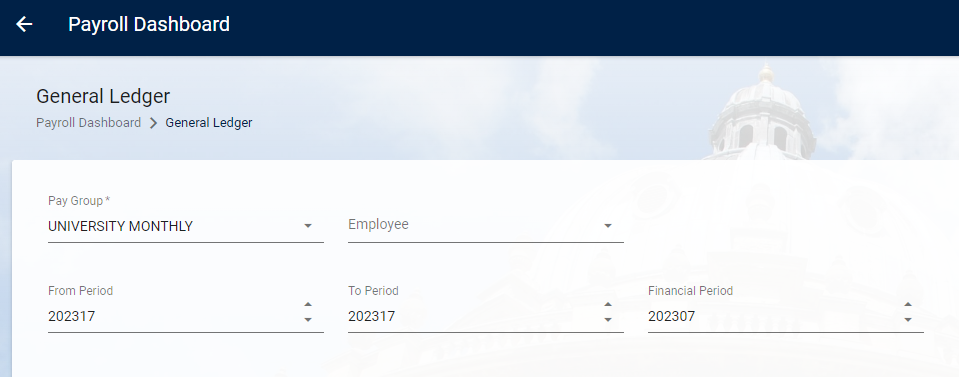 Payroll Dashboard
General Ledger
Payroll Dashboard > General Ledger
Pay Group *
UNIVERSITY MONTHLY
Employee
From Period
202317
To Period
202317
Financial Period
202307